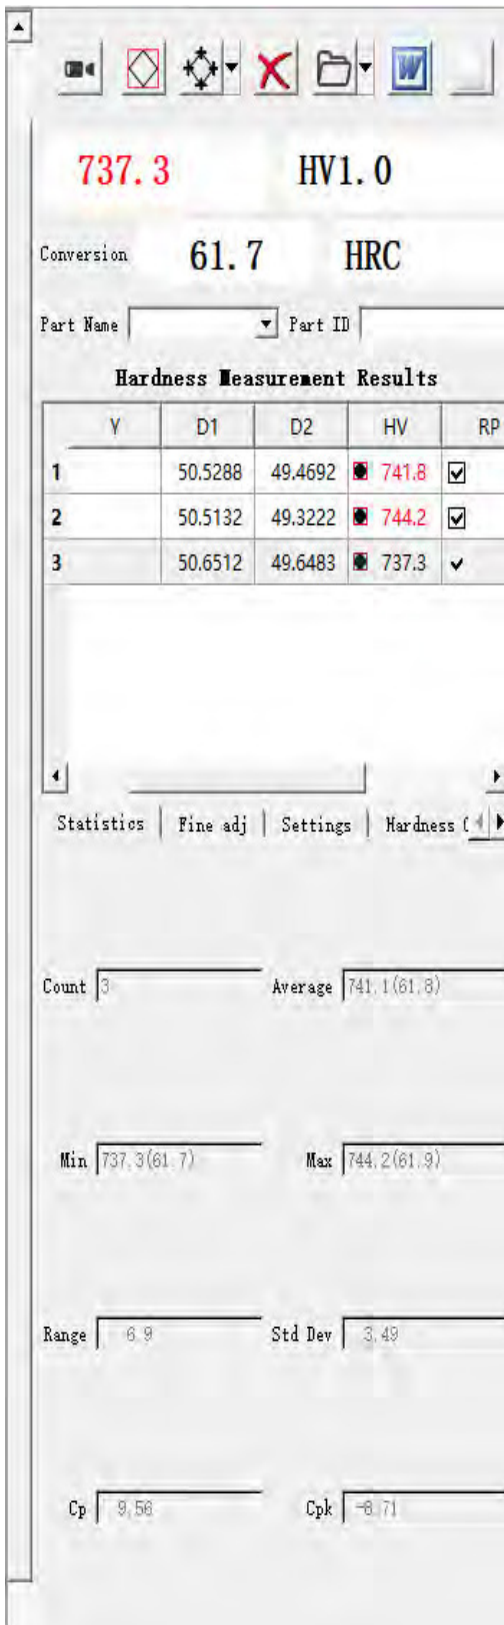 W
737.3 HV1.0
Conversion 61.7 HRC
Part Name Part ID
Hardness Measurement Results
Y D1 D2 HV RP
1 50.5288 49.4692 741.8
2 50.5132 49.3222 744.2
3 50.6512 49.6483 737.3
Statistics Fine adj Settings Hardness C
Count 3 Average 741.1(61.8)
Min 737.3(61.7) Max 744.2(61.9)
Range 6.9 Std Dev 3.49
Cp 9.56 Cpk